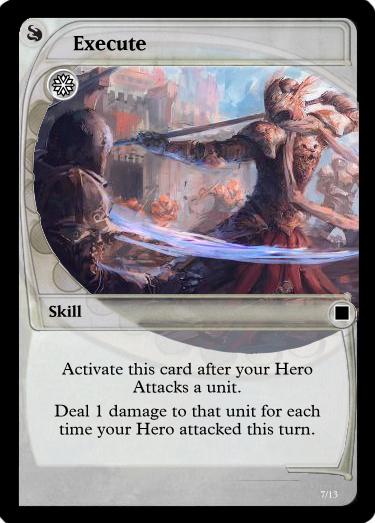 Execute
Skill
Activate this card after your Hero
Attacks a unit.
Deal 1 damage to that unit for each
time your Hero attacked this turn.
7/13